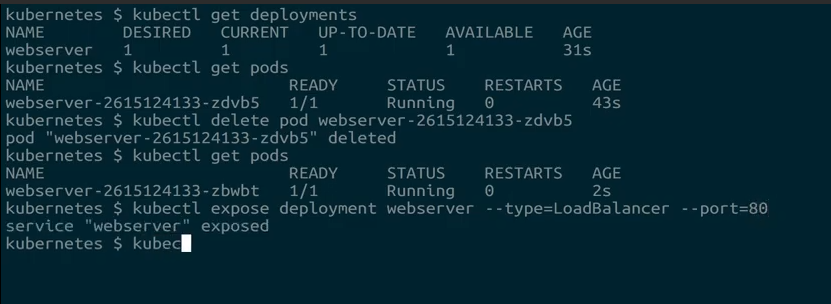 kubernetes $ kubectl get deployments
NAME DESIRED CURRENT UP-TO-DATE AVAILABLE AGE
webserver 1 1 1 1 31s
kubernetes $ kubectl get pods
NAME READY STATUS RESTARTS AGE
webserver-2615124133-zdvb5 1/1 Running 0 43s
kubernetes $ kubectl delete pod webserver-2615124133-zdvb5
pod "webserver-2615124133-zdvb5" deleted
kubernetes $ kubectl get pods
NAME READY STATUS RESTARTS AGE
webserver-2615124133-zbwbt 1/1 Running 0 2s
kubernetes $ kubectl expose deployment webserver --type=LoadBalancer --port=80
service "webserver" exposed
kubernetes $ kubec